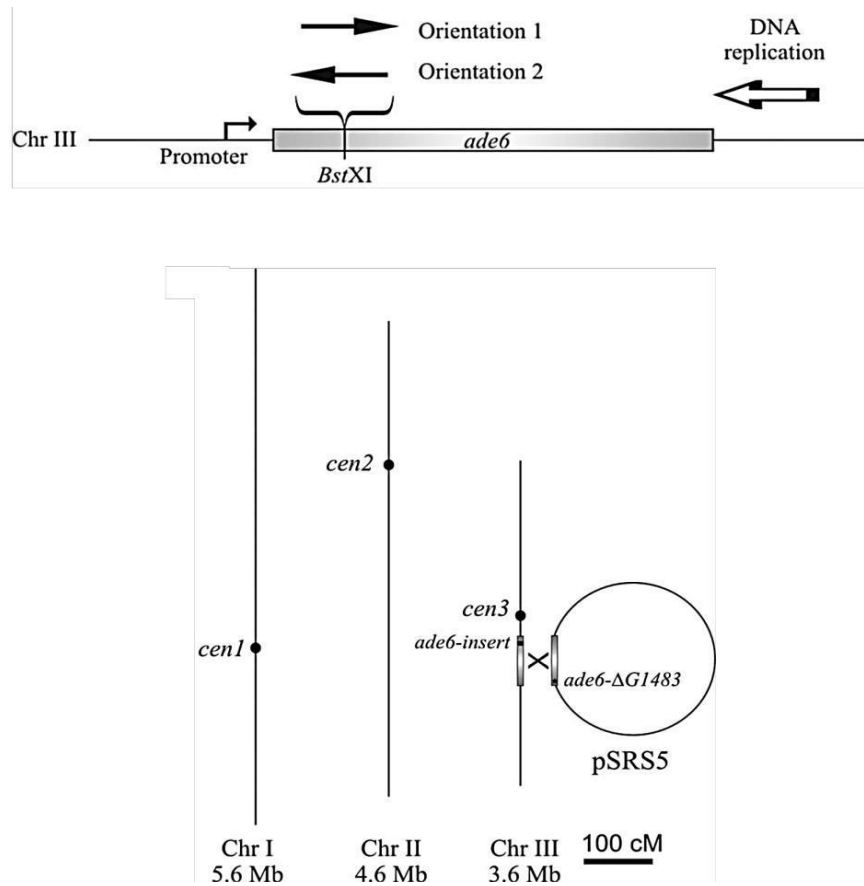 Orientation 1
Orientation 2
DNA
replication
Chr III
Promoter
ade6
BstXI
cen2
cen3
ade6-insert
cen1
ade6-ΔG1483
pSRS5
Chr I
5.6 Mb
Chr II
4.6 Mb
Chr III
3.6 Mb
100 cM